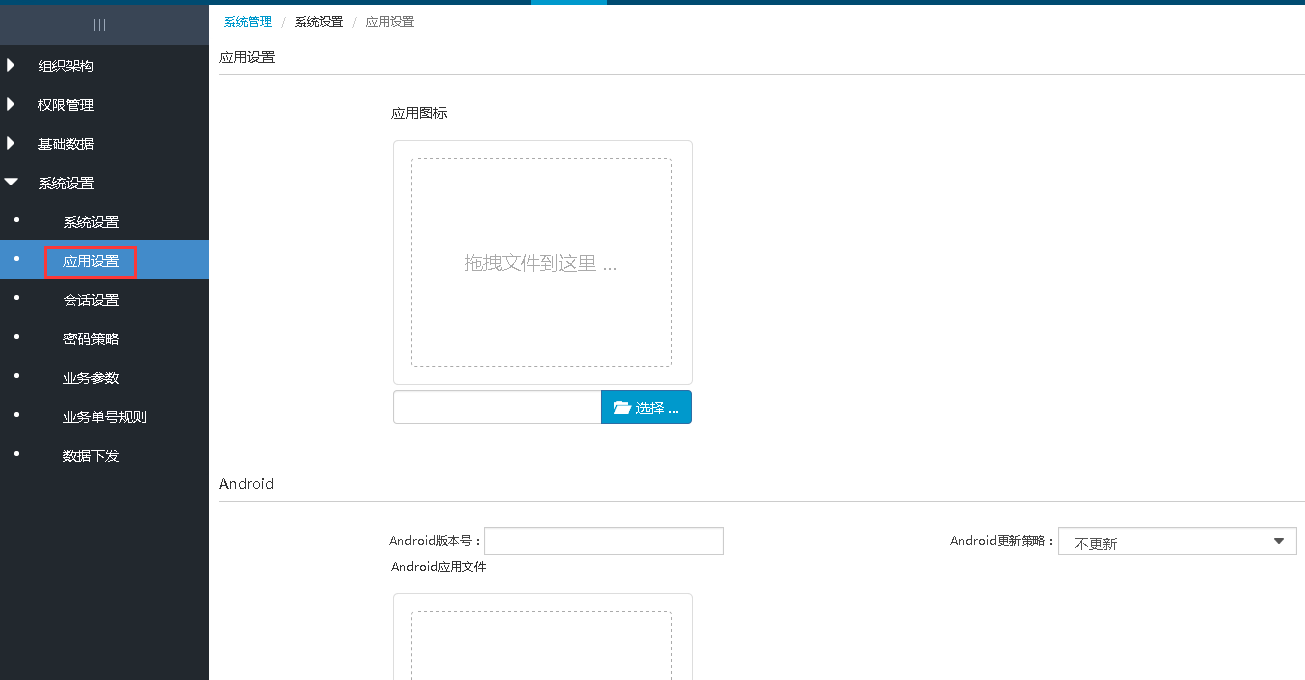 系统管理 / 系统设置 / 应用设置
应用设置
组织架构
权限管理
基础数据
系统设置
系统设置
应用设置
会话设置
密码策略
业务参数
业务单号规则
数据下发
应用图标
拖拽文件到这里 ...
选择 ...
Android
Android版本号：
Android更新策略：
不更新
Android应用文件